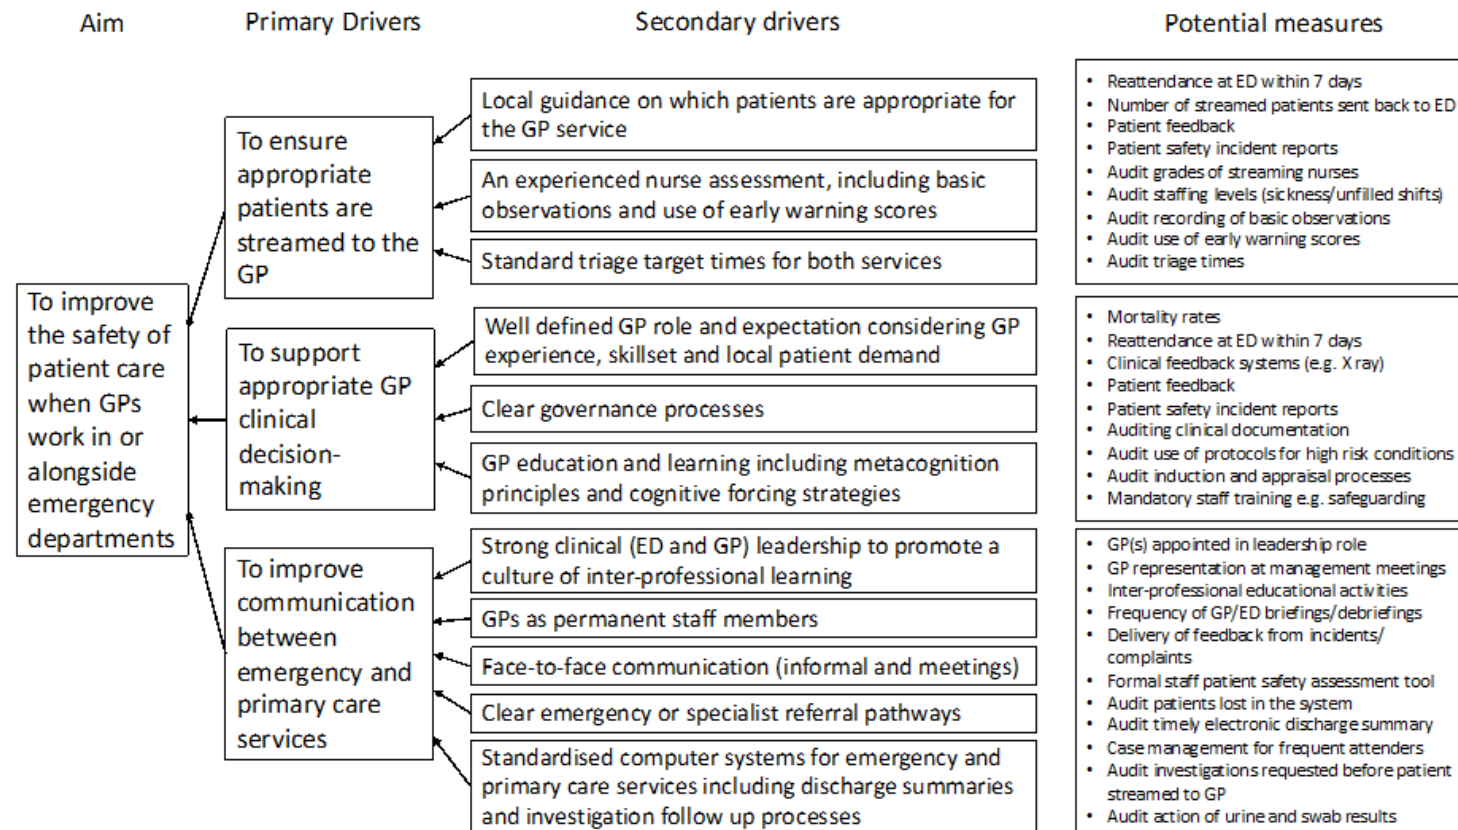 Aim
Primary Drivers
Secondary drivers
Potential measures
To improve
the safety of
patient care
when GPs
work in or
alongside
emergency
departments
To ensure
appropriate
patients are
streamed to the
GP
To support
appropriate GP
clinical
decision-
making
To improve
communication
between
emergency and
primary care
services
Local guidance on which patients are appropriate for
the GP service
An experienced nurse assessment, including basic
observations and use of early warning scores
Standard triage target times for both services
Well defined GP role and expectation considering GP
experience, skillset and local patient demand
Clear governance processes
GP education and learning including metacognition
principles and cognitive forcing strategies
Strong clinical (ED and GP) leadership to promote a
culture of inter-professional learning
GPs as permanent staff members
Face-to-face communication (informal and meetings)
Clear emergency or specialist referral pathways
Standardised computer systems for emergency and
primary care services including discharge summaries
and investigation follow up processes
• Reattendance at ED within 7 days
• Number of streamed patients sent back to ED
• Patient feedback
• Patient safety incident reports
• Audit grades of streaming nurses
• Audit staffing levels (sickness/unfilled shifts)
• Audit recording of basic observations
• Audit use of early warning scores
• Audit triage times
• Mortality rates
• Reattendance at ED within 7 days
• Clinical feedback systems (e.g. X ray)
• Patient feedback
• Patient safety incident reports
• Auditing clinical documentation
• Audit use of protocols for high risk conditions
• Audit induction and appraisal processes
• Mandatory staff training e.g. safeguarding
• GP(s) appointed in leadership role
• GP representation at management meetings
• Inter-professional educational activities
• Frequency of GP/ED briefings/debriefings
• Delivery of feedback from incidents/
complaints
• Formal staff patient safety assessment tool
• Audit patients lost in the system
• Audit timely electronic discharge summary
• Case management for frequent attenders
• Audit investigations requested before patient
streamed to GP
• Audit action of urine and swab results